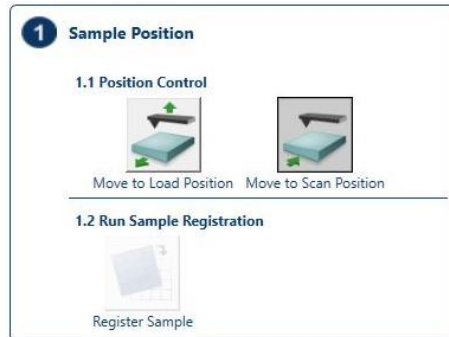 1 Sample Position
1.1 Position Control
Move to Load Position Move to Scan Position
1.2 Run Sample Registration
Register Sample